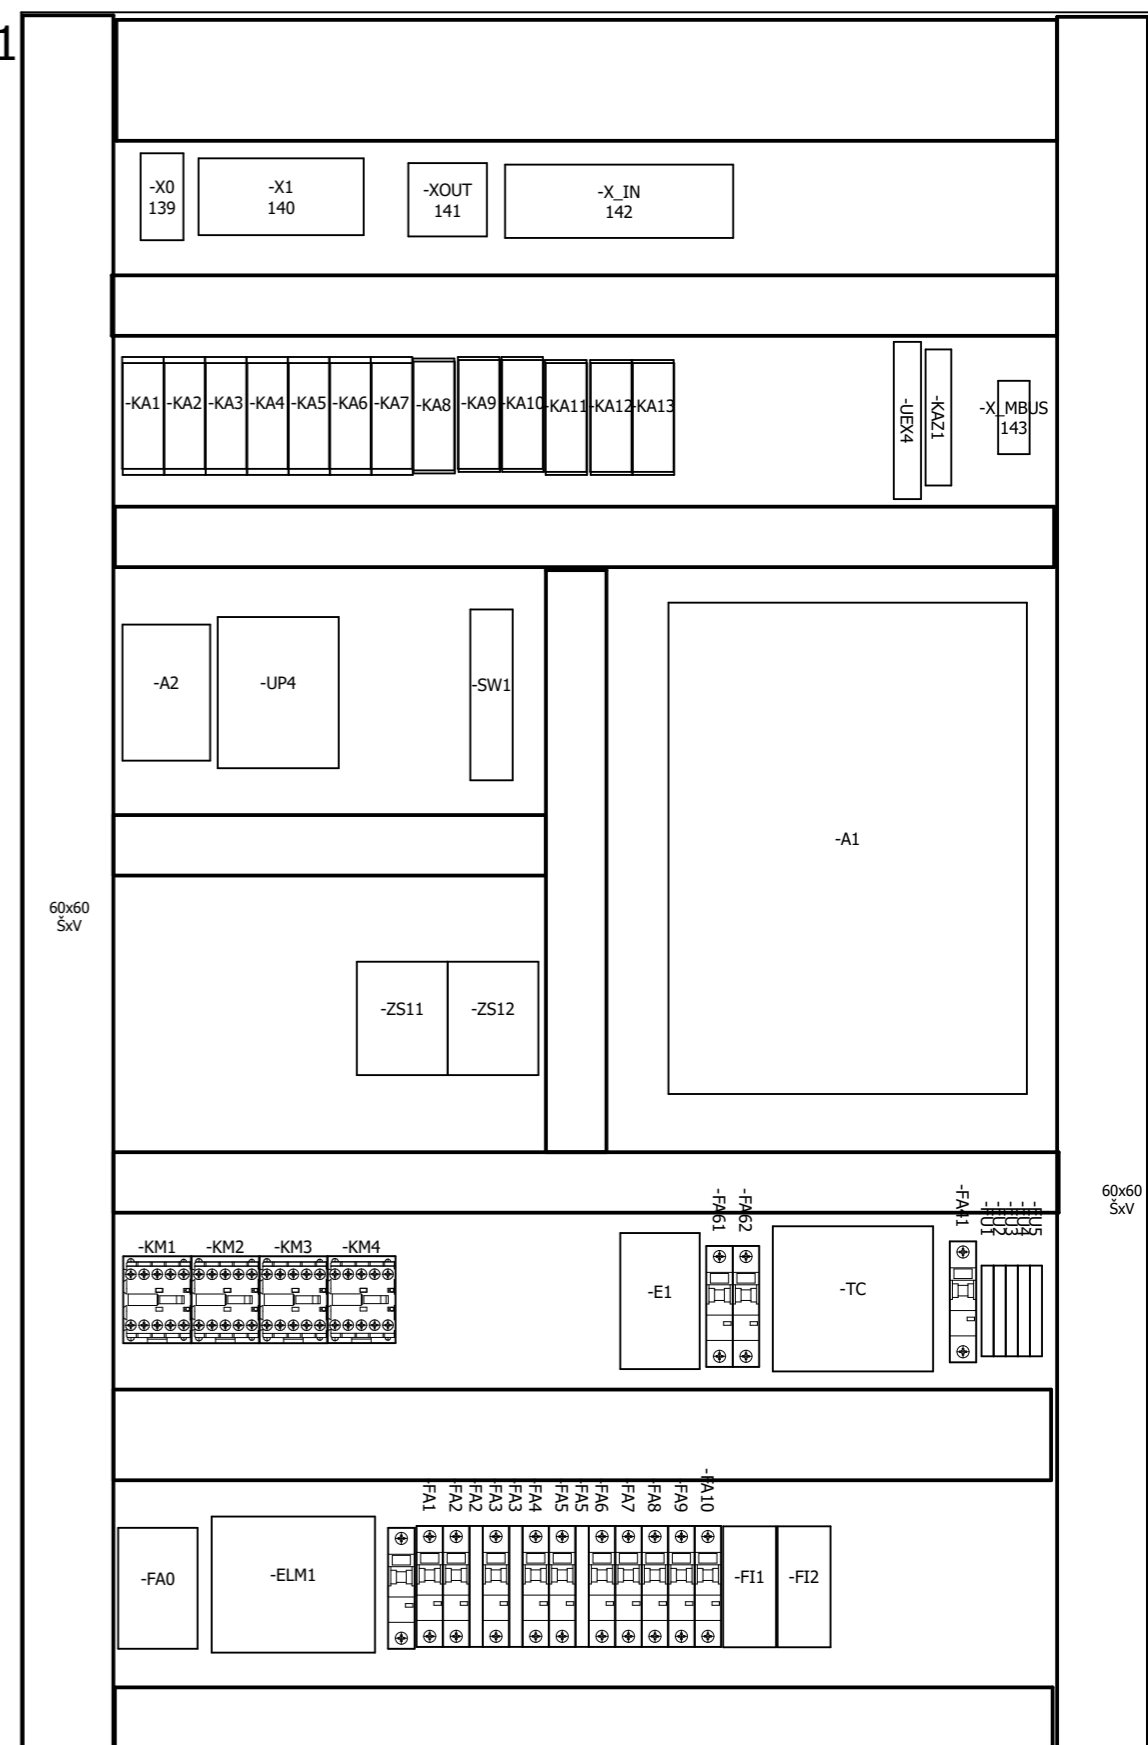 1
-X0
139
-X1
140
-XOUT
141
-X_IN
142
-KA1
-KA2
-KA3
-KA4
-KA5
-KA6
-KA7
-KA8
-KA9
-KA10
-KA11
-KA12
-KA13
-UEX4
-KAZ1
-X_MBUS
143
-A2
-UP4
-SW1
-A1
60x60
ŠxV
-ZS11
-ZS12
60x60
ŠxV
-KM1
-KM2
-KM3
-KM4
-E1
-FA61
-FA62
-TC
-FA41
-FU1
-FU2
-FU3
-FU4
-FU5
-FA0
-ELM1
-FA1
-FA2
-FA2
-FA3
-FA3
-FA4
-FA5
-FA5
-FA6
-FA7
-FA8
-FA9
-FA10
-FI1
-FI2